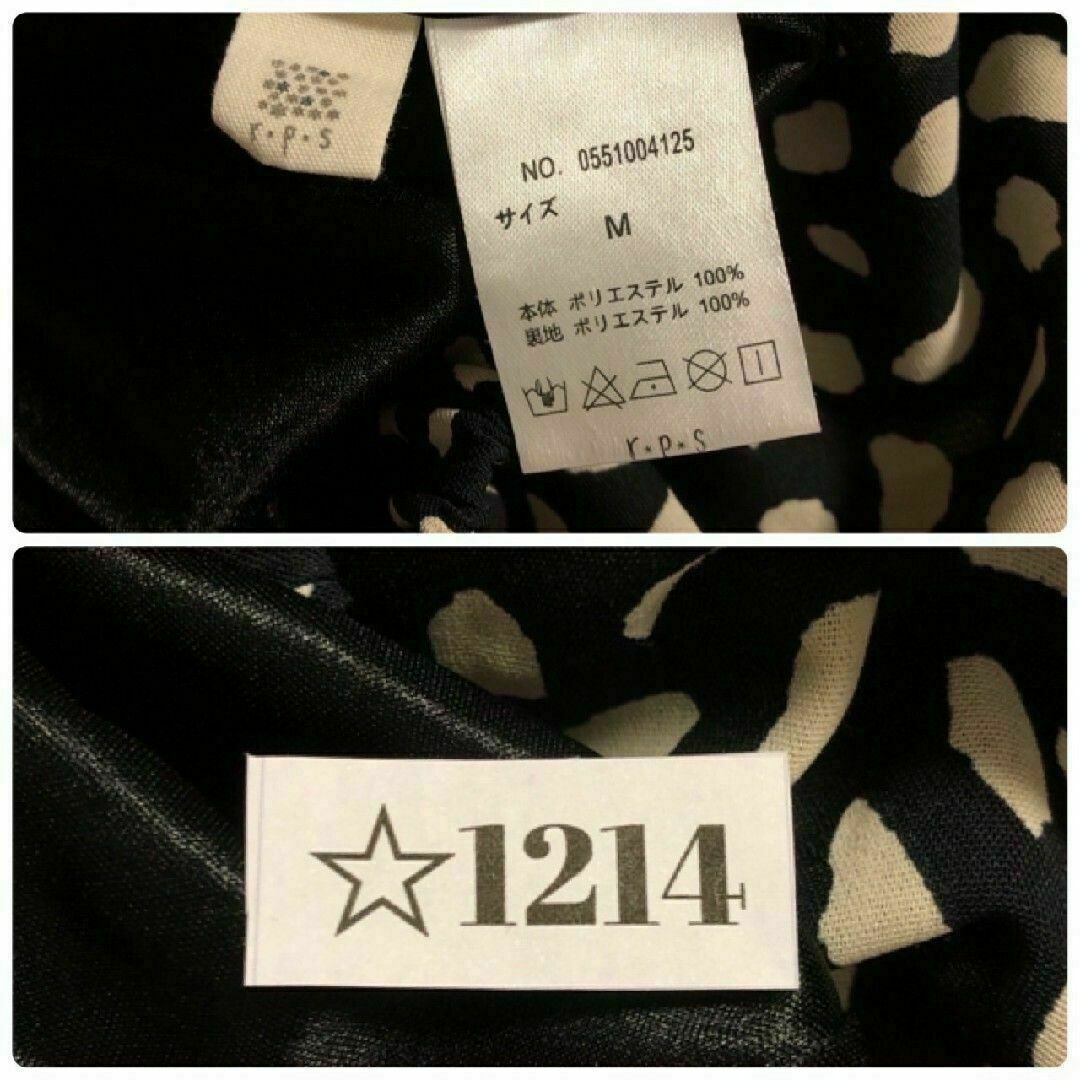 r・p・s
NO. 0551004125
サイズ
M
本体 ポリエステル 100%
裏地 ポリエステル 100%
r*p*s
☆1214